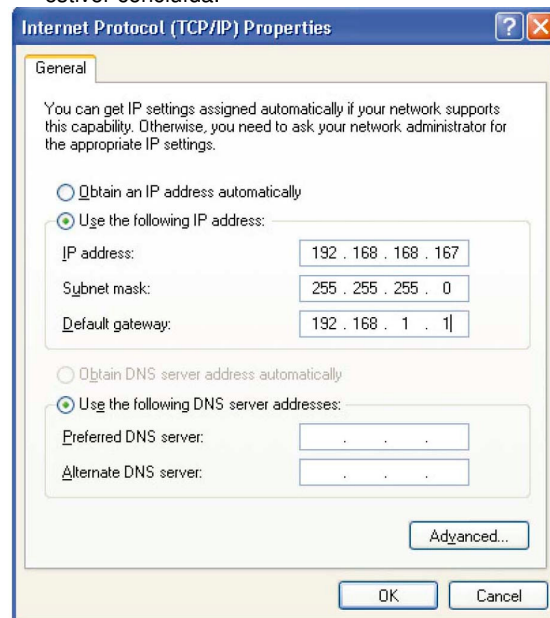 estiver concluída.
Internet Protocol (TCP/IP) Properties
General
You can get IP settings assigned automatically if your network supports
this capability. Otherwise, you need to ask your network administrator for
the appropriate IP settings.
Obtain an IP address automatically
Use the following IP address:
IP address: 192 . 168 . 168 . 167
Subnet mask: 255 . 255 . 255 . 0
Default gateway: 192 . 168 . 1 . 1
Obtain DNS server address automatically
Use the following DNS server addresses:
Preferred DNS server: . . .
Alternate DNS server: . . .
Advanced...
OK Cancel